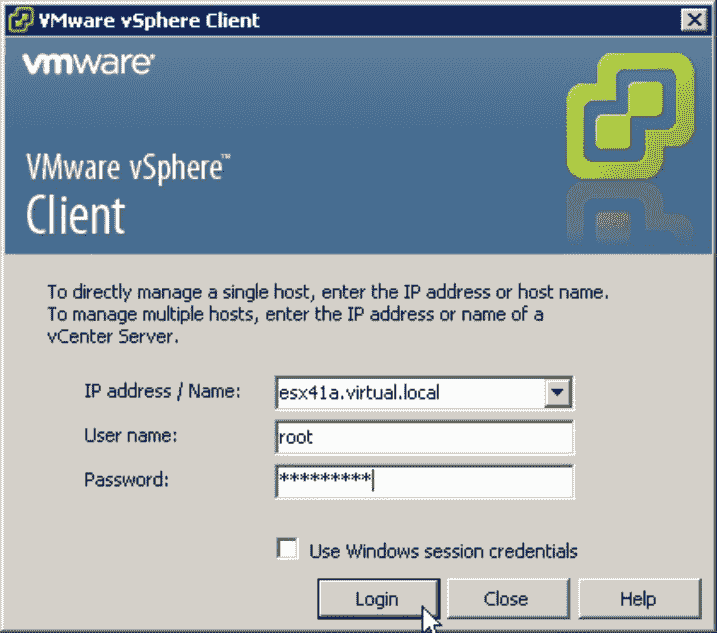 VMware vSphere Client
vmware®
VMware vSphere™
Client
To directly manage a single host, enter the IP address or host name.
To manage multiple hosts, enter the IP address or name of a
vCenter Server.
IP address / Name: esx41a.virtual.local
User name: root
Password: *********
Use Windows session credentials
Login Close Help